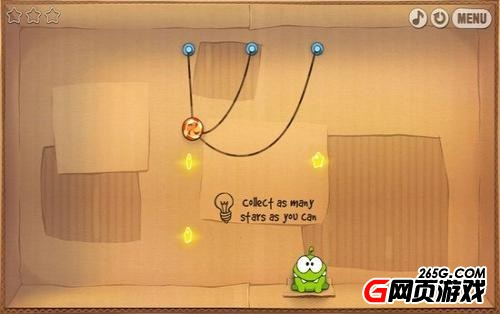 MENU
collect as many
stars as you can
265G.COM
G网页游戏